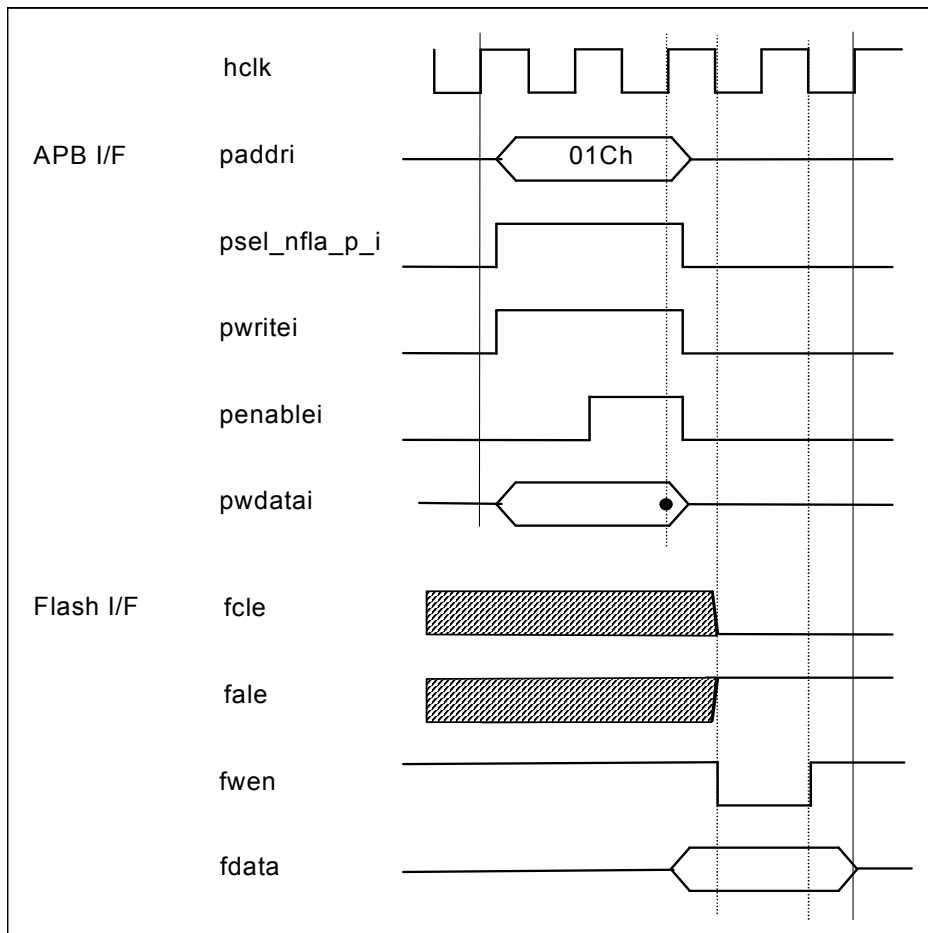 hclk
APB I/F paddri 01Ch
psel_nfla_p_i
pwritei
penablei
pwdatai
Flash I/F fcle
fale
fwen
fdata